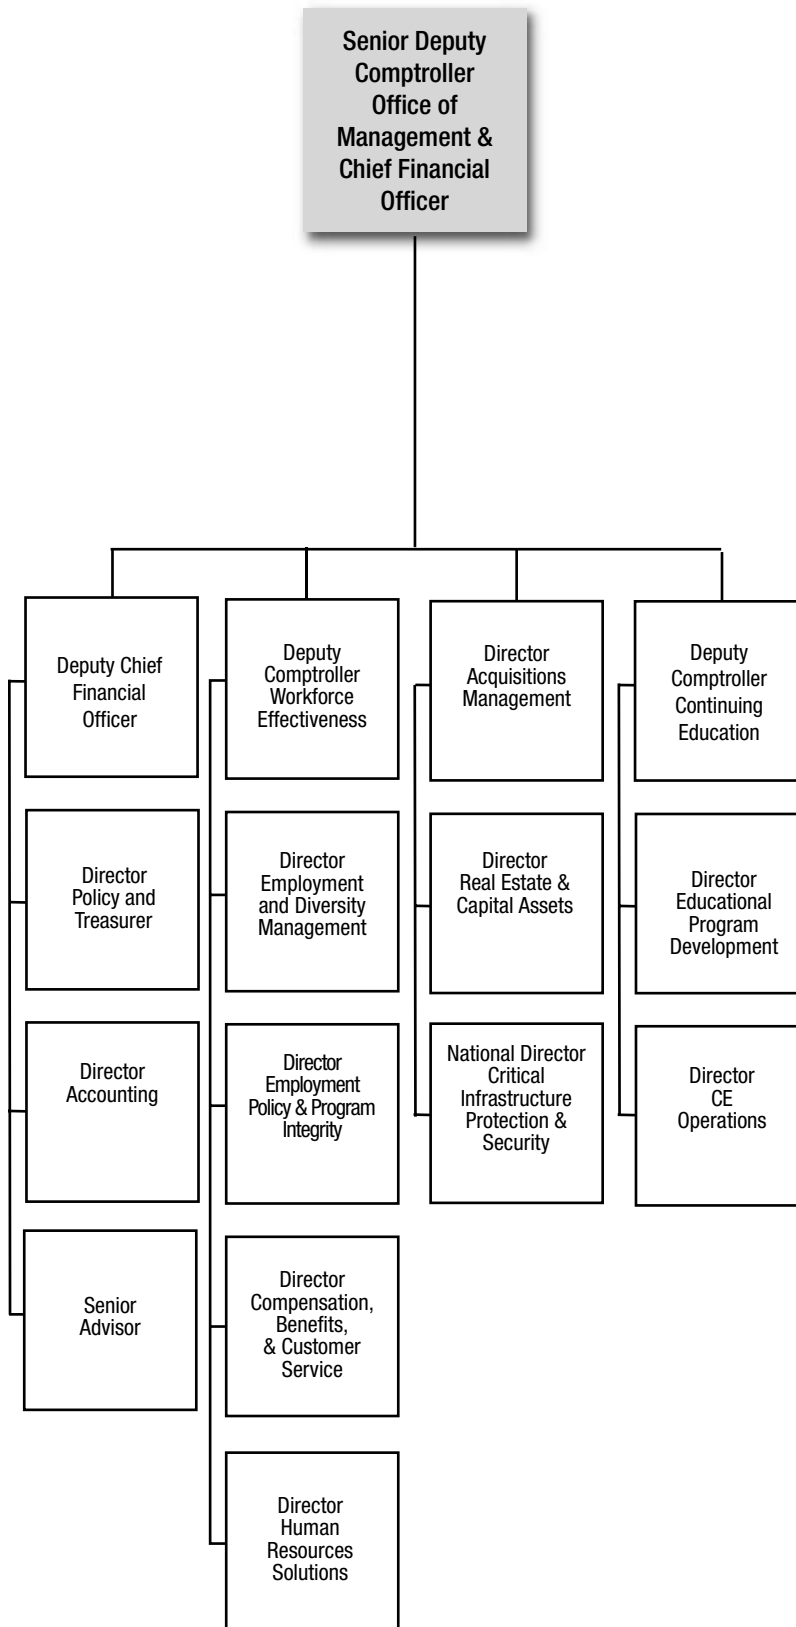 Senior Deputy
Comptroller
Office of
Management &
Chief Financial
Officer
Deputy Chief
Financial
Officer
Director
Policy and
Treasurer
Director
Accounting
Senior
Advisor
Deputy
Comptroller
Workforce
Effectiveness
Director
Employment
and Diversity
Management
Director
Employment
Policy & Program
Integrity
Director
Compensation,
Benefits,
& Customer
Service
Director
Human
Resources
Solutions
Director
Acquisitions
Management
Director
Real Estate &
Capital Assets
National Director
Critical
Infrastructure
Protection &
Security
Deputy
Comptroller
Continuing
Education
Director
Educational
Program
Development
Director
CE
Operations